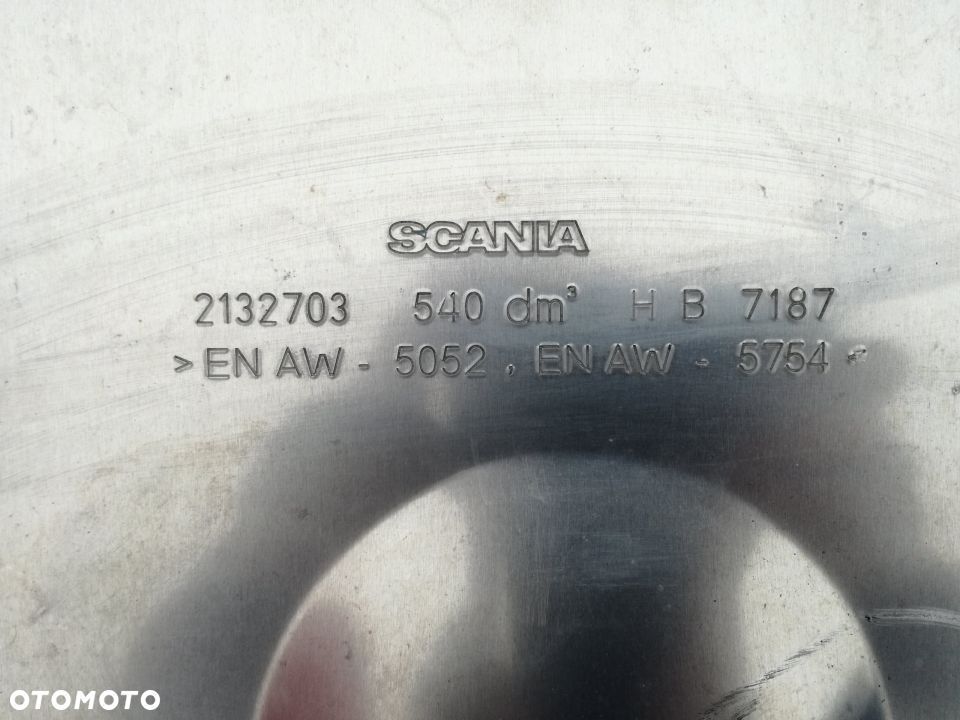 SCANIA
2132703 540 dm³ H B 7187
>EN AW - 5052 , EN AW - 5754<
OTOMOTO